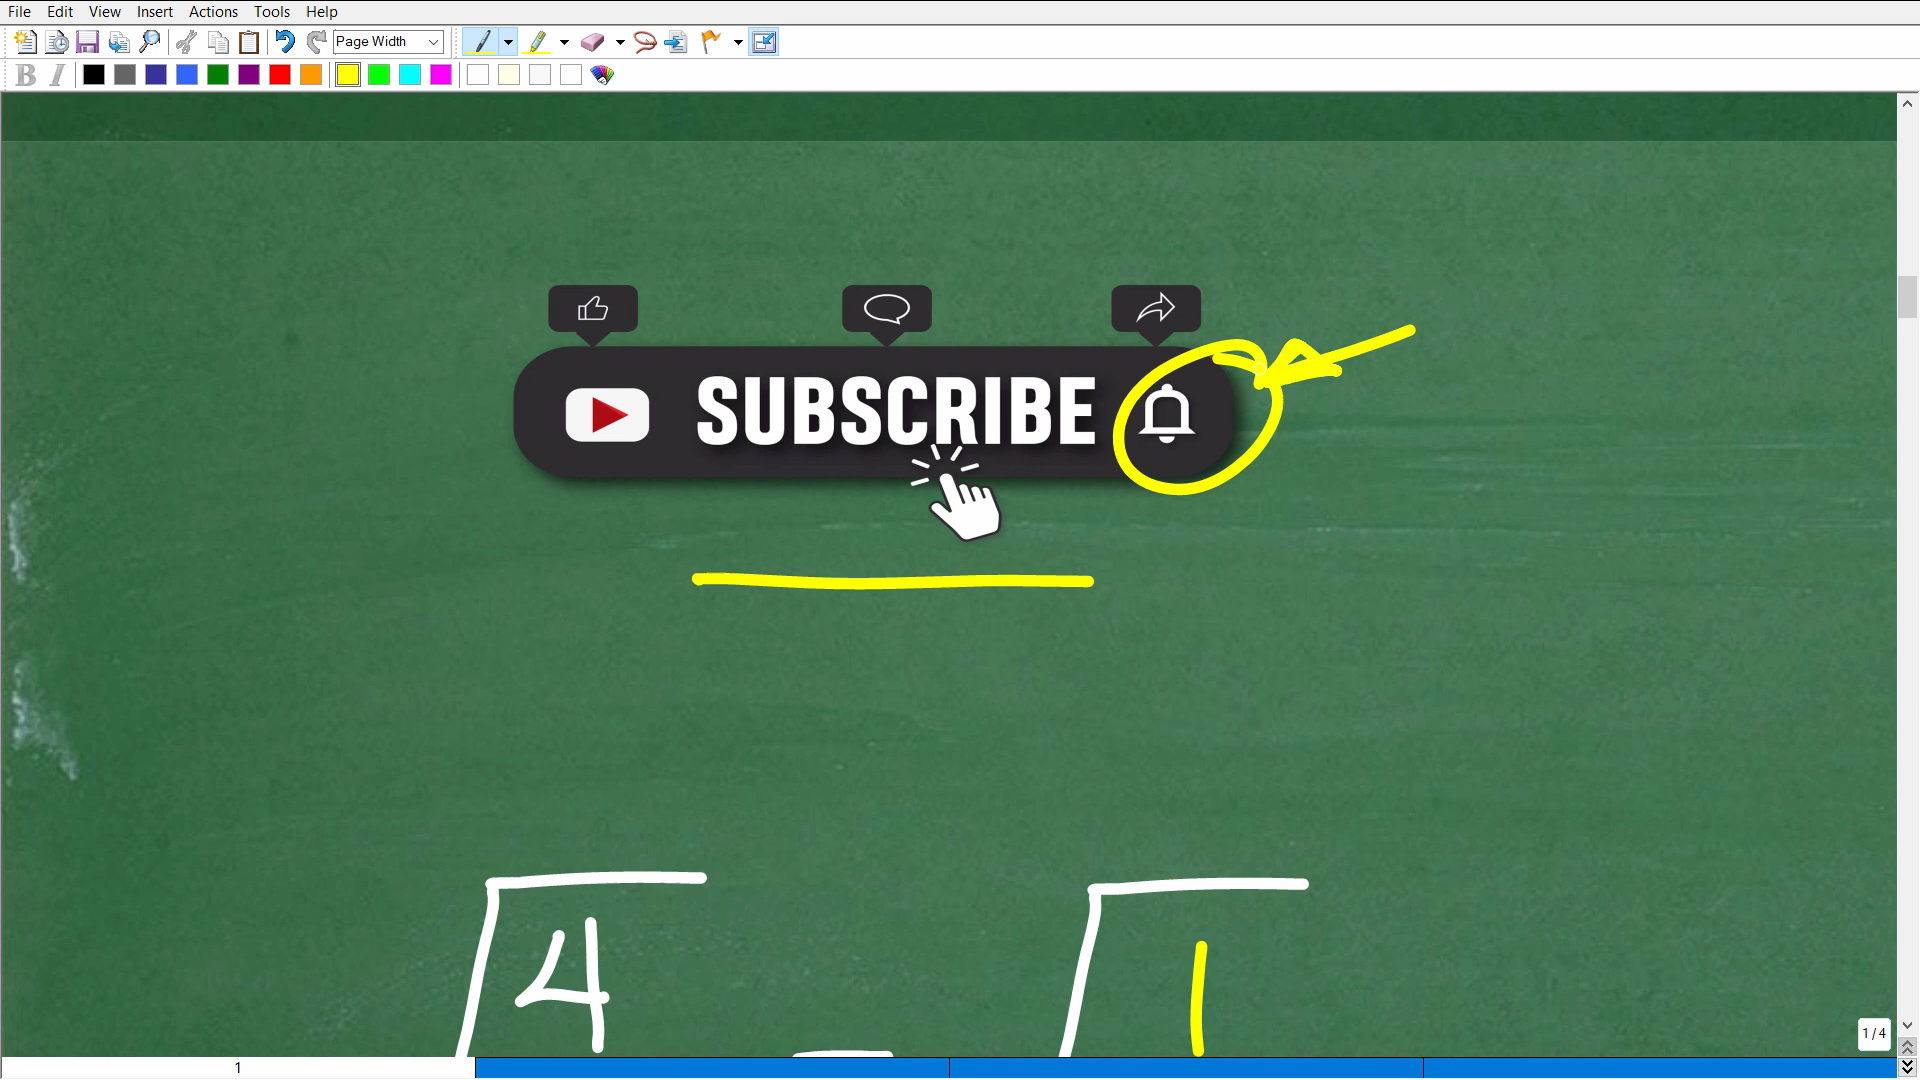 File Edit View Insert Actions Tools Help
Page Width
B I
SUBSCRIBE
4 1
1 / 4
1